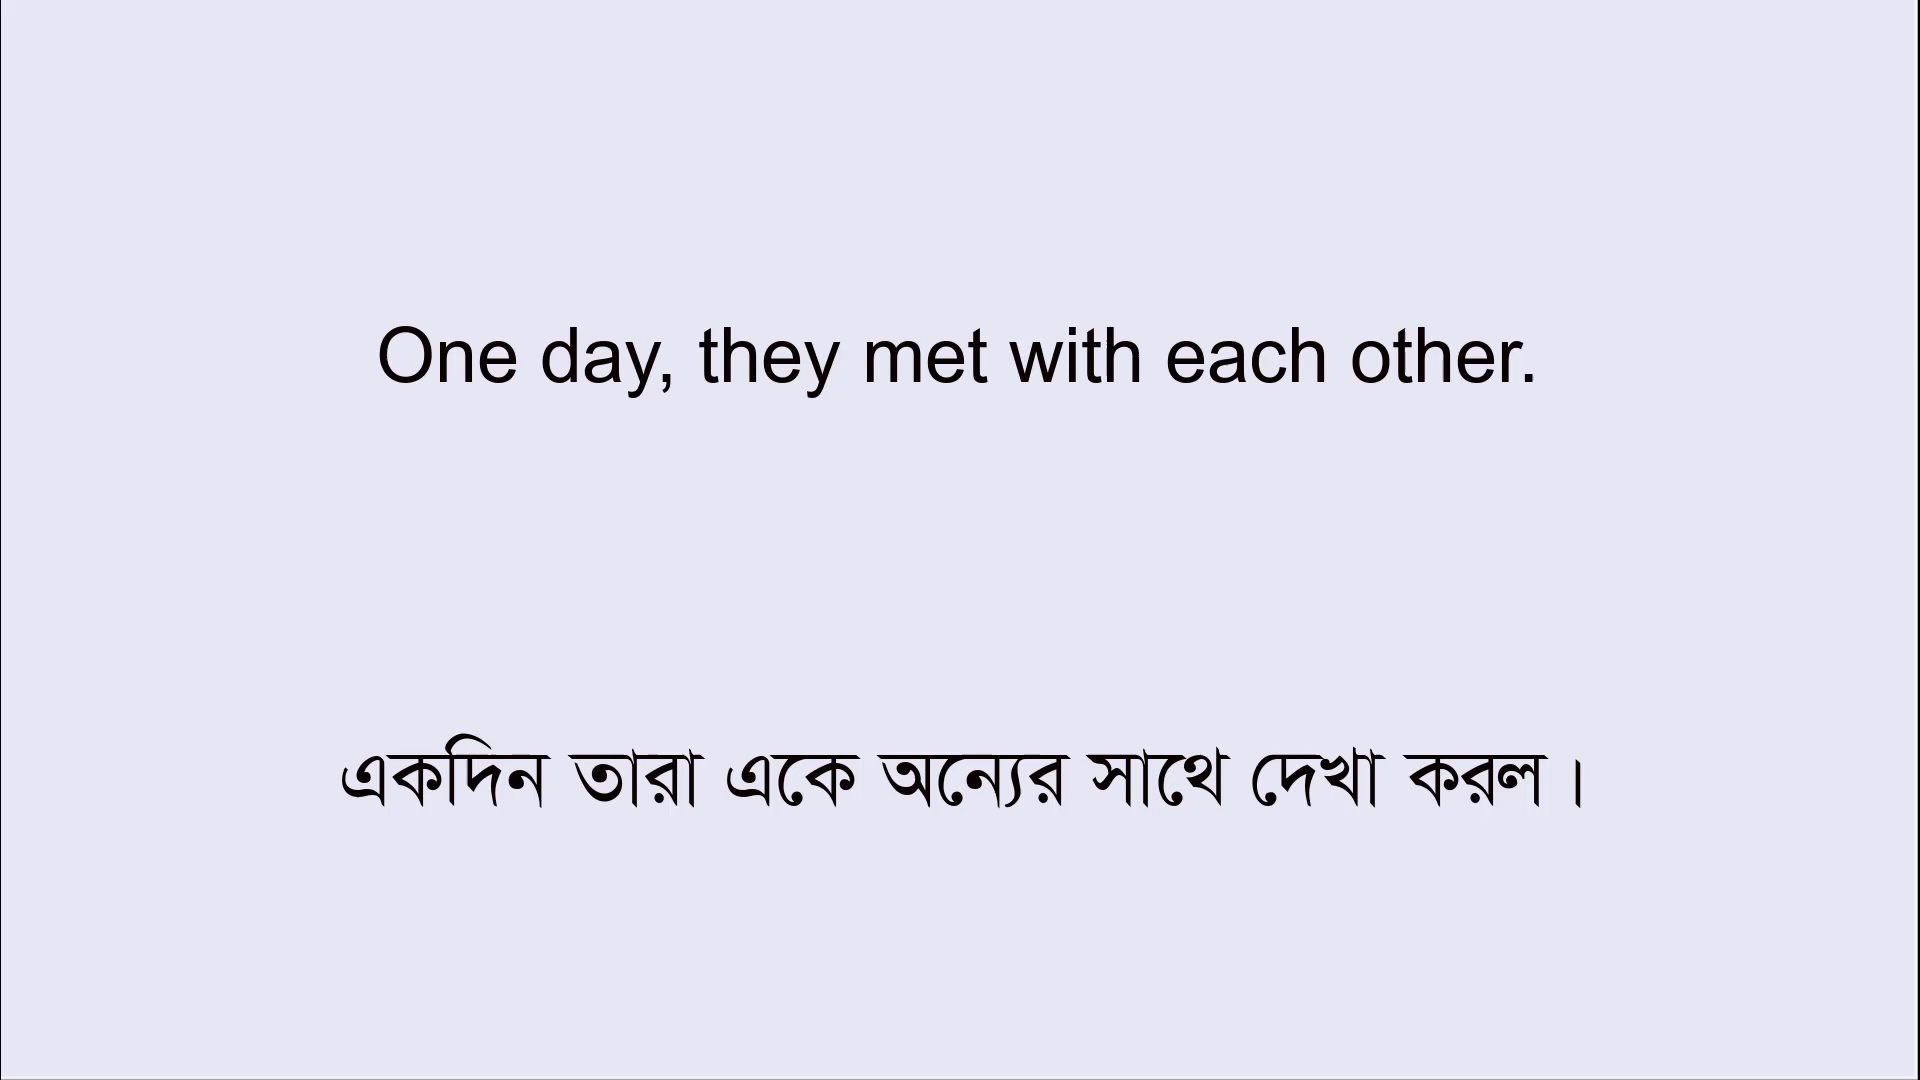 One day, they met with each other.
একদিন তারা একে অন্যের সাথে দেখা করল।